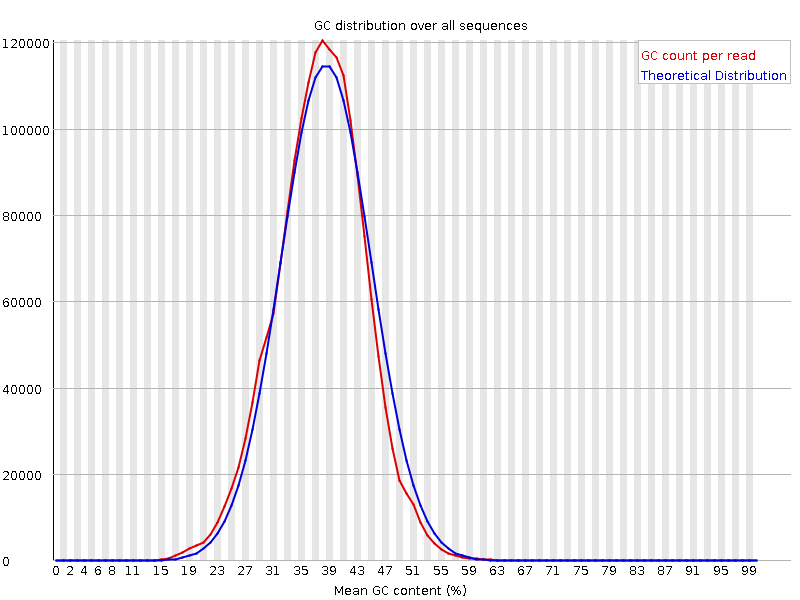 GC distribution over all sequences
GC count per read
Theoretical Distribution
120000
100000
80000
60000
40000
20000
0
0 2 4 6 8 11 15 19 23 27 31 35 39 43 47 51 55 59 63 67 71 75 79 83 87 91 95 99
Mean GC content (%)